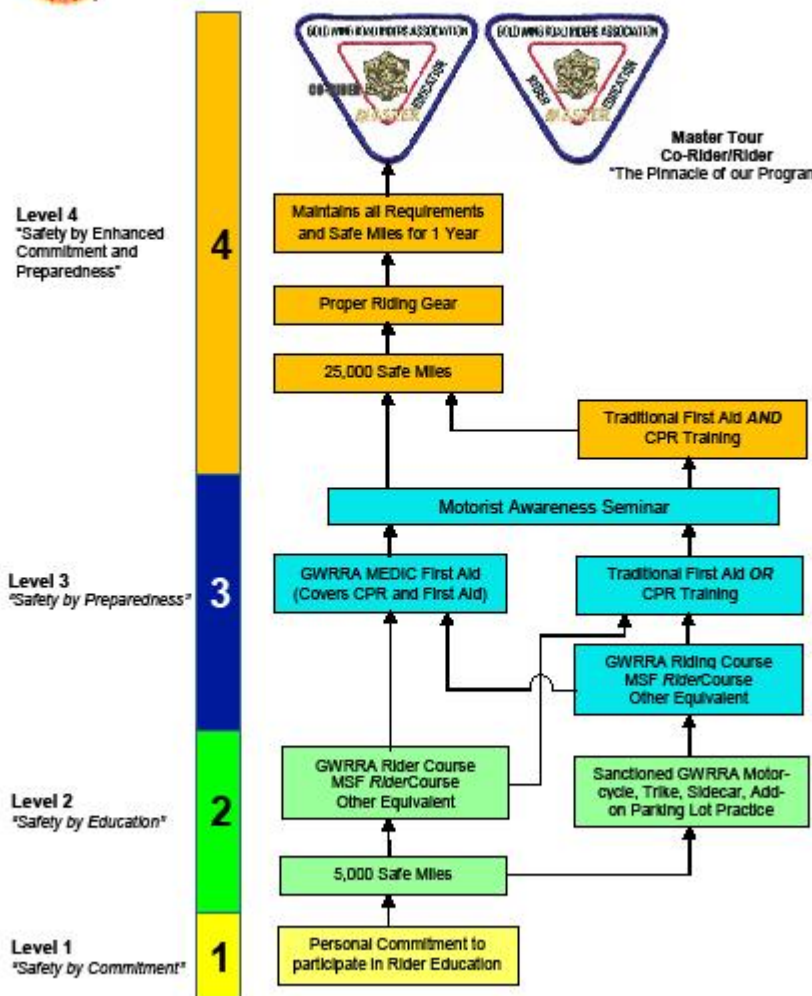 GOLD WING ROAD RIDERS ASSOCIATION
CO-RIDER
EDUCATION
MASTER
GOLD WING ROAD RIDERS ASSOCIATION
RIDER
EDUCATION
MASTER
Master Tour
Co-Rider/Rider
"The Pinnacle of our Program
Level 4
"Safety by Enhanced
Commitment and
Preparedness"
4
Maintains all Requirements
and Safe Miles for 1 Year
Proper Riding Gear
25,000 Safe Miles
Traditional First Aid AND
CPR Training
Motorist Awareness Seminar
Level 3
"Safety by Preparedness"
3
GWRRA MEDIC First Aid
(Covers CPR and First Aid)
Traditional First Aid OR
CPR Training
GWRRA Riding Course
MSF RiderCourse
Other Equivalent
Level 2
"Safety by Education"
2
GWRRA Rider Course
MSF RiderCourse
Other Equivalent
Sanctioned GWRRA Motor-
cycle, Trike, Sidecar, Add-
on Parking Lot Practice
5,000 Safe Miles
Level 1
"Safety by Commitment"
1
Personal Commitment to
participate in Rider Education